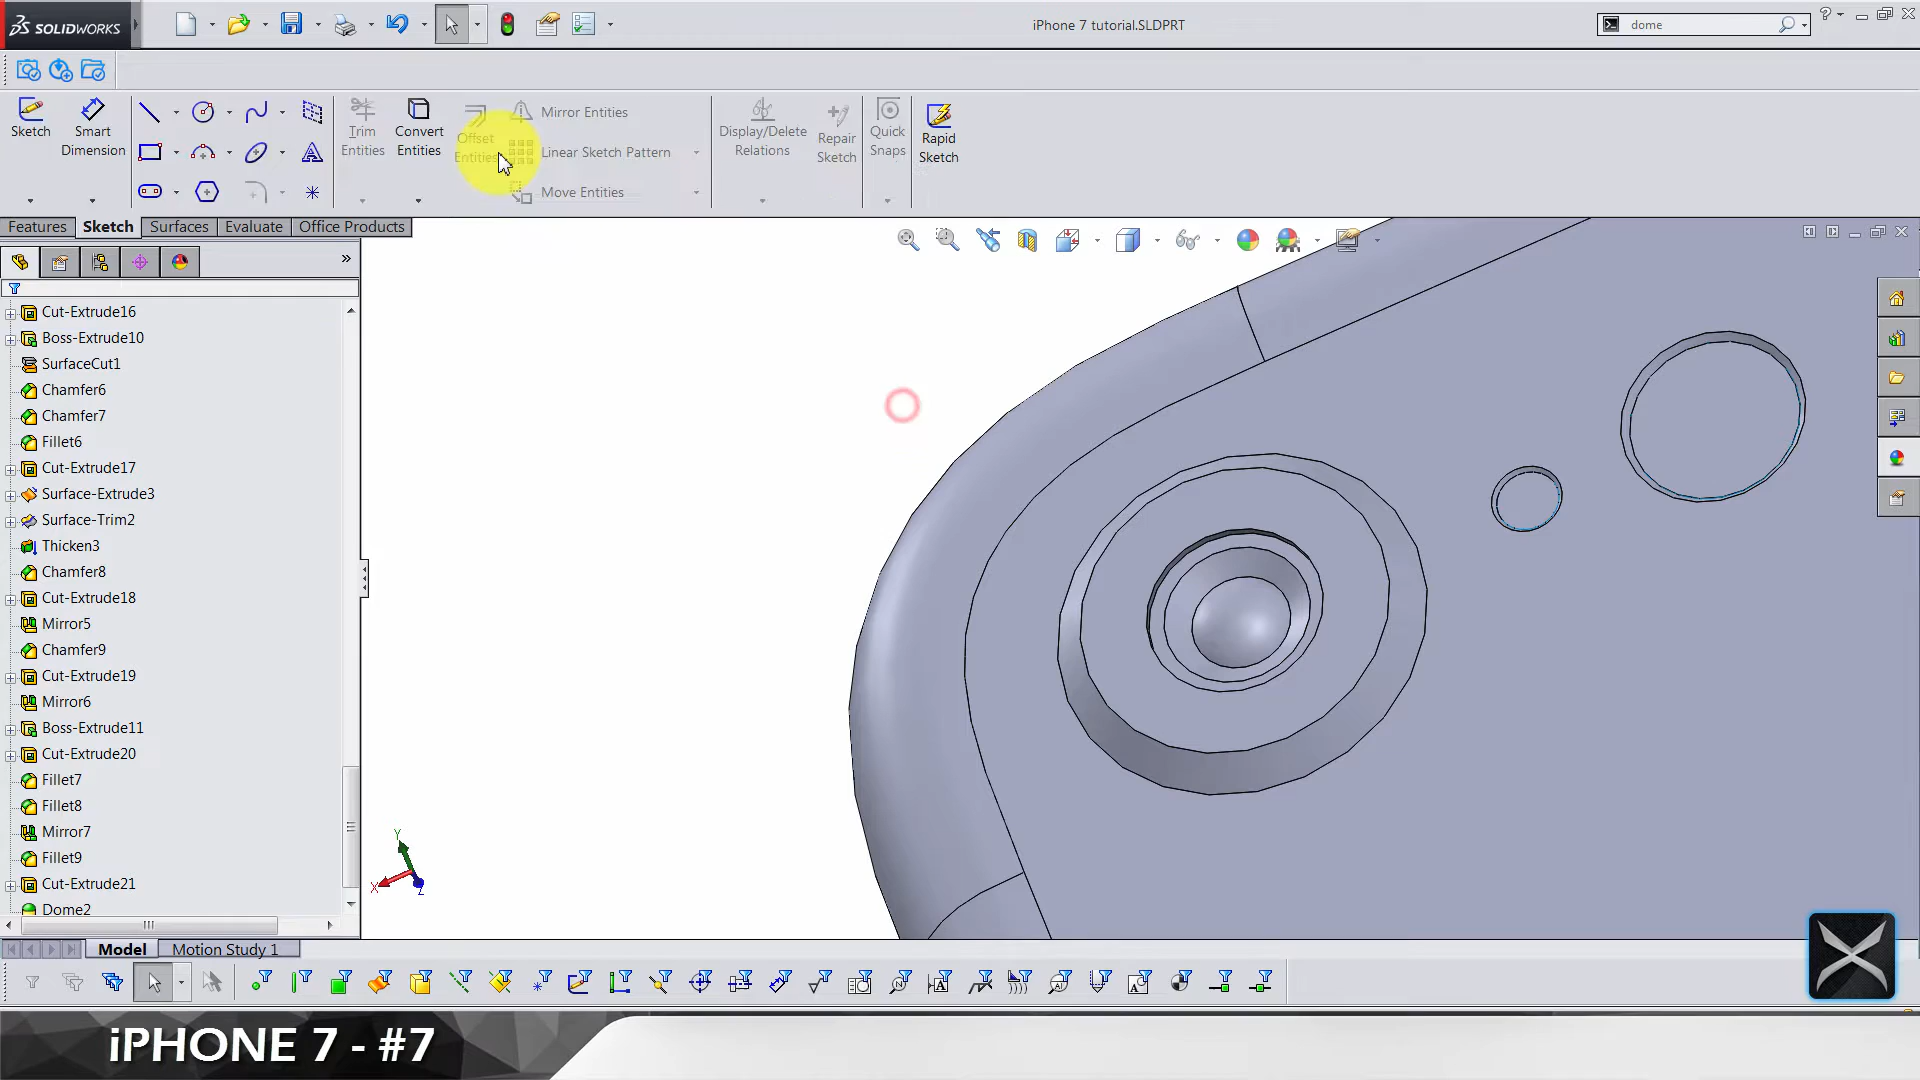 SOLIDWORKS
iPhone 7 tutorial.SLDPRT
dome
Sketch
Smart Dimension
Trim Entities
Convert Entities
Offset Entities
Mirror Entities
Linear Sketch Pattern
Move Entities
Display/Delete Relations
Repair Sketch
Quick Snaps
Rapid Sketch
Features
Sketch
Surfaces
Evaluate
Office Products
Cut-Extrude16
Boss-Extrude10
SurfaceCut1
Chamfer6
Chamfer7
Fillet6
Cut-Extrude17
Surface-Extrude3
Surface-Trim2
Thicken3
Chamfer8
Cut-Extrude18
Mirror5
Chamfer9
Cut-Extrude19
Mirror6
Boss-Extrude11
Cut-Extrude20
Fillet7
Fillet8
Mirror7
Fillet9
Cut-Extrude21
Dome2
Y
X
Z
Model
Motion Study 1
iPHONE 7 - #7